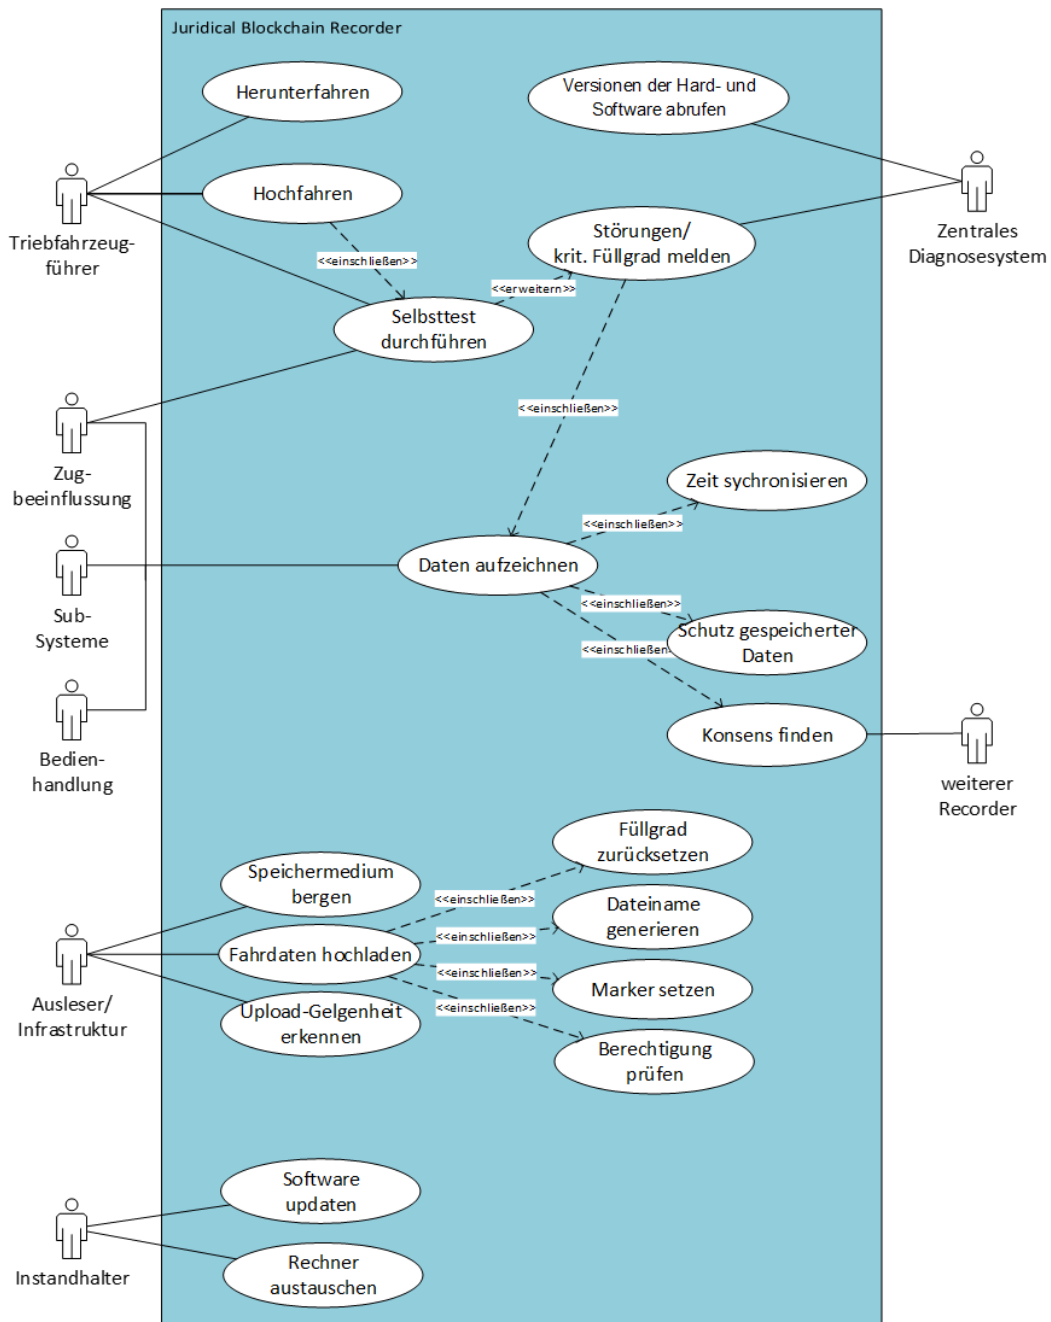 Juridical Blockchain Recorder
Herunterfahren
Versionen der Hard- und
Software abrufen
Hochfahren
Triebfahrzeug-
führer
Störungen/
krit. Füllgrad melden
Zentrales
Diagnosesystem
<<einschließen>>
<<erweitern>>
Selbsttest
durchführen
<<einschließen>>
Zug-
beeinflussung
Zeit sychronisieren
<<einschließen>>
Daten aufzeichnen
Sub-
Systeme
<<einschließen>>
Schutz gespeicherter
Daten
<<einschließen>>
Konsens finden
Bedien-
handlung
weiterer
Recorder
Füllgrad
zurücksetzen
Speichermedium
bergen
<<einschließen>>
Dateiname
generieren
<<einschließen>>
Fahrdaten hochladen
<<einschließen>>
Marker setzen
Ausleser/
Infrastruktur
<<einschließen>>
Upload-Gelgenheit
erkennen
Berechtigung
prüfen
Software
updaten
Instandhalter
Rechner
austauschen